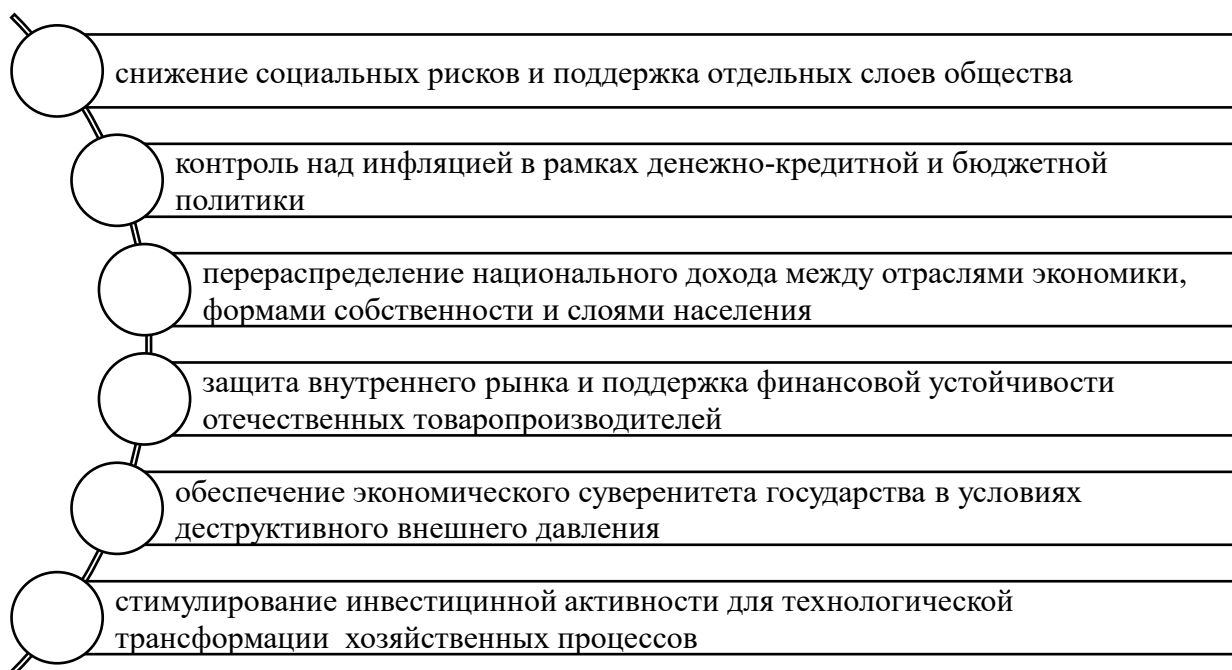 снижение социальных рисков и поддержка отдельных слоев общества
контроль над инфляцией в рамках денежно-кредитной и бюджетной
политики
перераспределение национального дохода между отраслями экономики,
формами собственности и слоями населения
защита внутреннего рынка и поддержка финансовой устойчивости
отечественных товаропроизводителей
обеспечение экономического суверенитета государства в условиях
деструктивного внешнего давления
стимулирование инвестицинной активности для технологической
трансформации  хозяйственных процессов